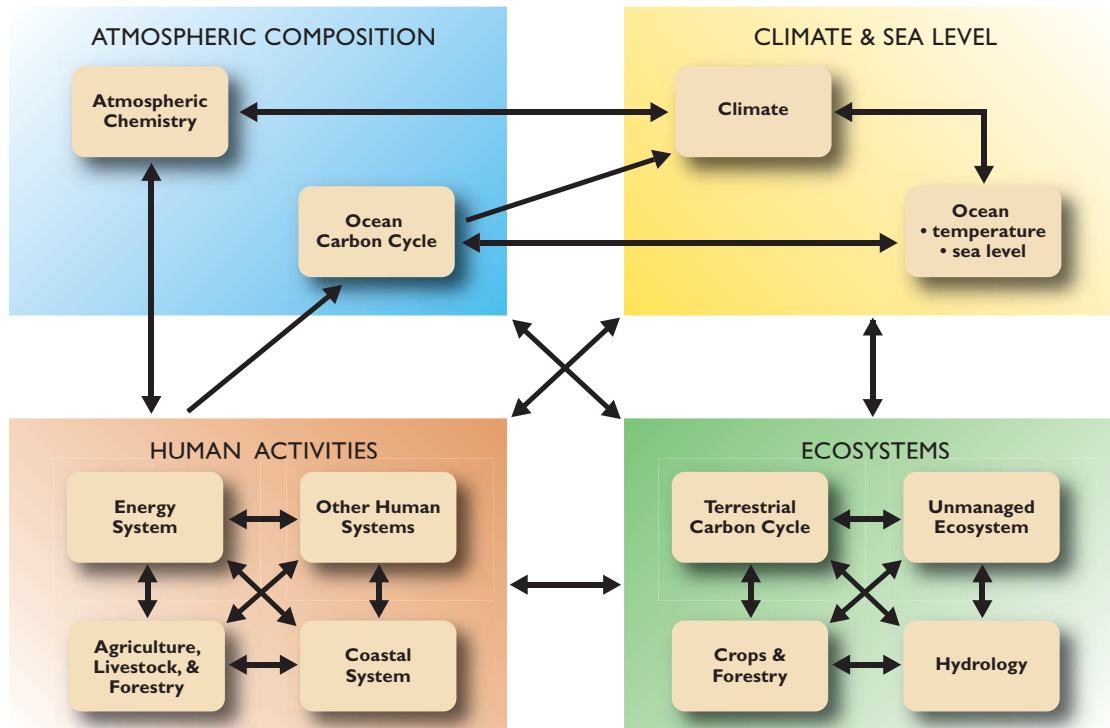 ATMOSPHERIC COMPOSITION
Atmospheric
Chemistry
Ocean
Carbon Cycle
CLIMATE & SEA LEVEL
Climate
Ocean
• temperature
• sea level
HUMAN ACTIVITIES
Energy
System
Other Human
Systems
Agriculture,
Livestock, &
Forestry
Coastal
System
ECOSYSTEMS
Terrestrial
Carbon Cycle
Unmanaged
Ecosystem
Crops &
Forestry
Hydrology